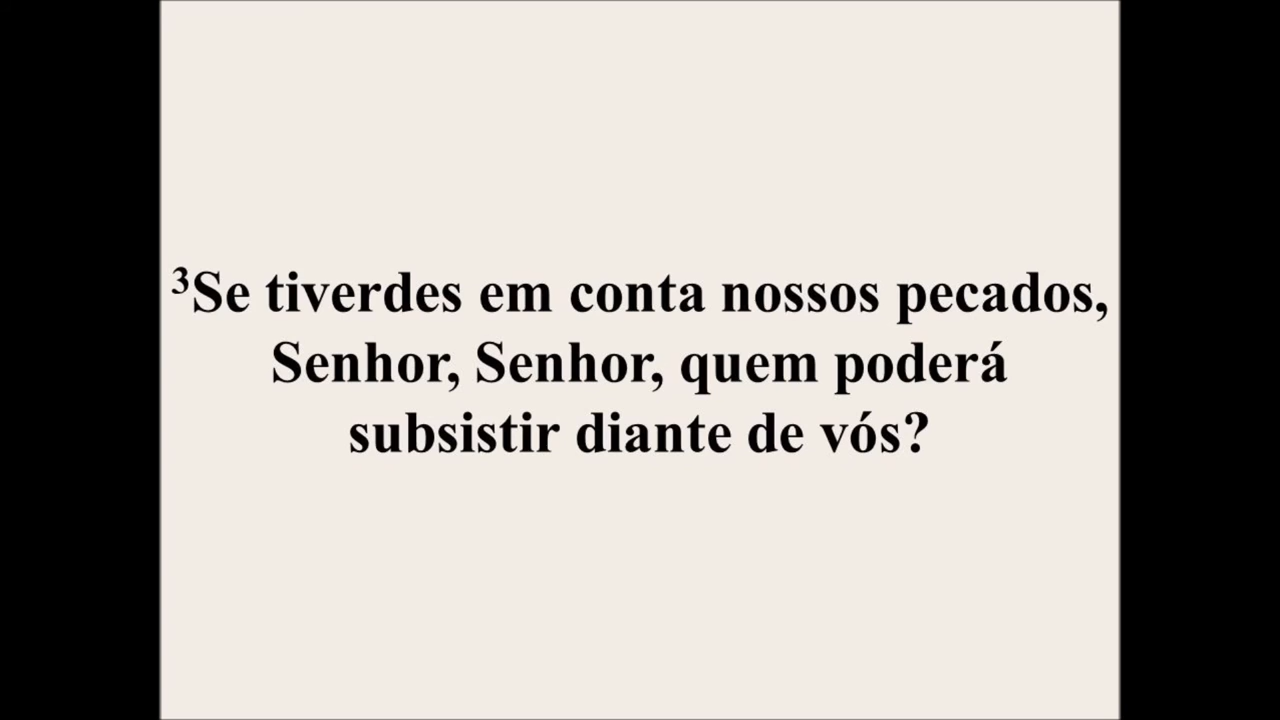 ³Se tiverdes em conta nossos pecados,
Senhor, Senhor, quem poderá
subsistir diante de vós?